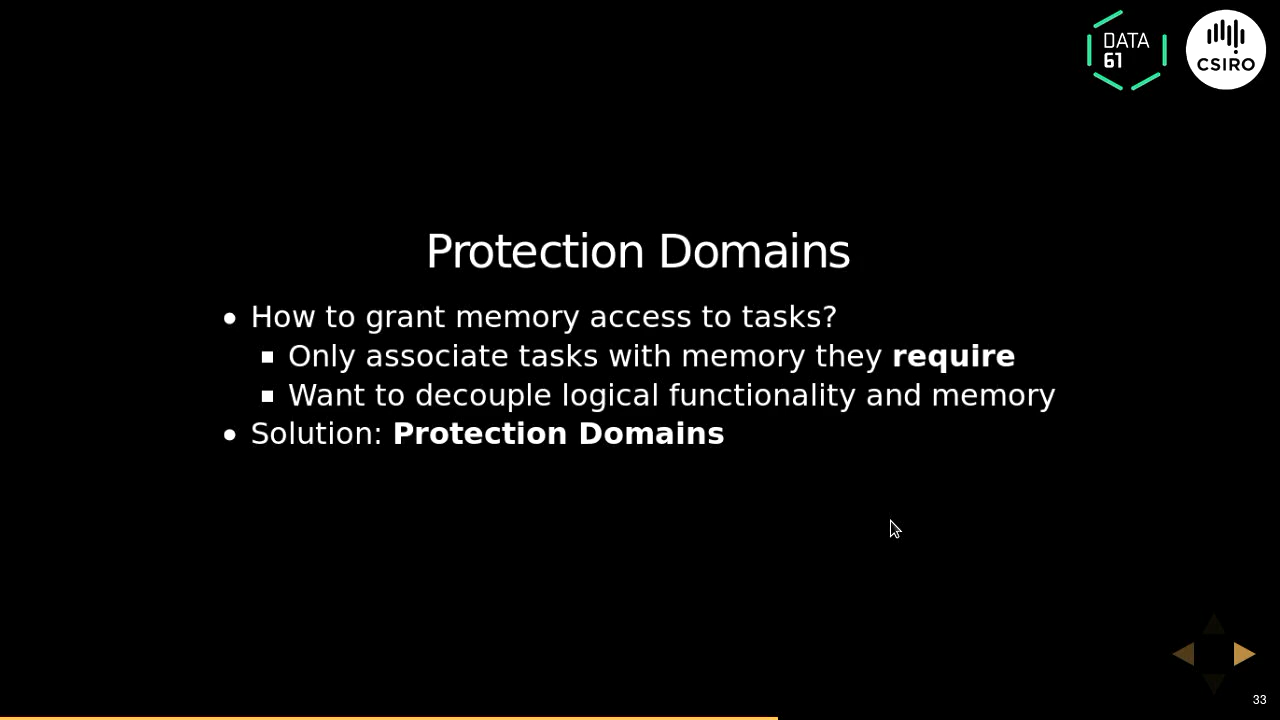 DATA
61
CSIRO
Protection Domains
• How to grant memory access to tasks?
▪ Only associate tasks with memory they require
▪ Want to decouple logical functionality and memory
• Solution: Protection Domains
33